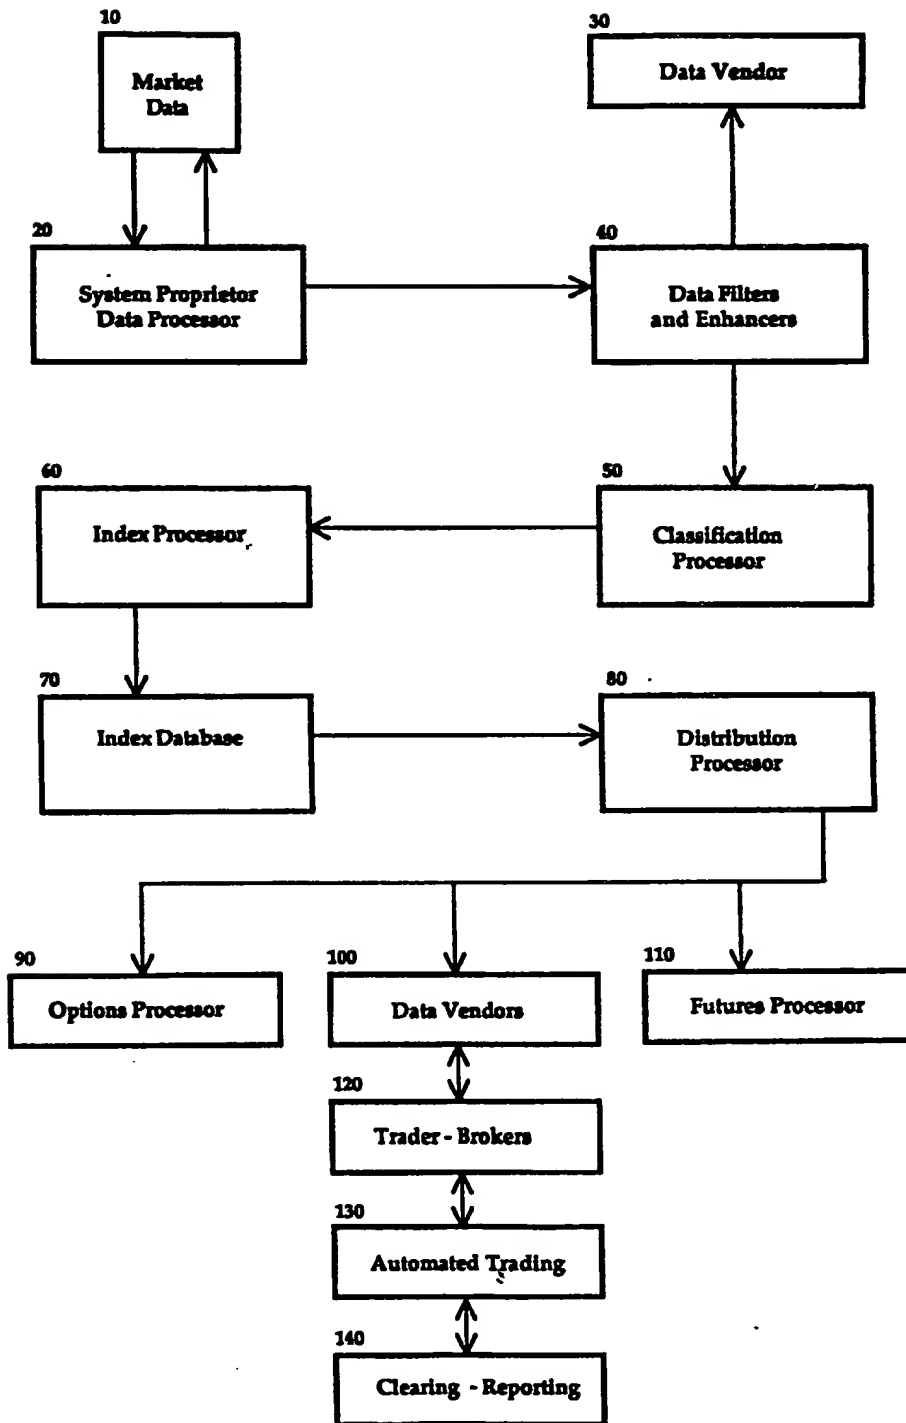 10
Market
Data
30
Data Vendor
20
System Proprietor
Data Processor
40
Data Filters
and Enhancers
60
Index Processor
50
Classification
Processor
70
Index Database
80
Distribution
Processor
90
Options Processor
100
Data Vendors
110
Futures Processor
120
Trader - Brokers
130
Automated Trading
140
Clearing - Reporting